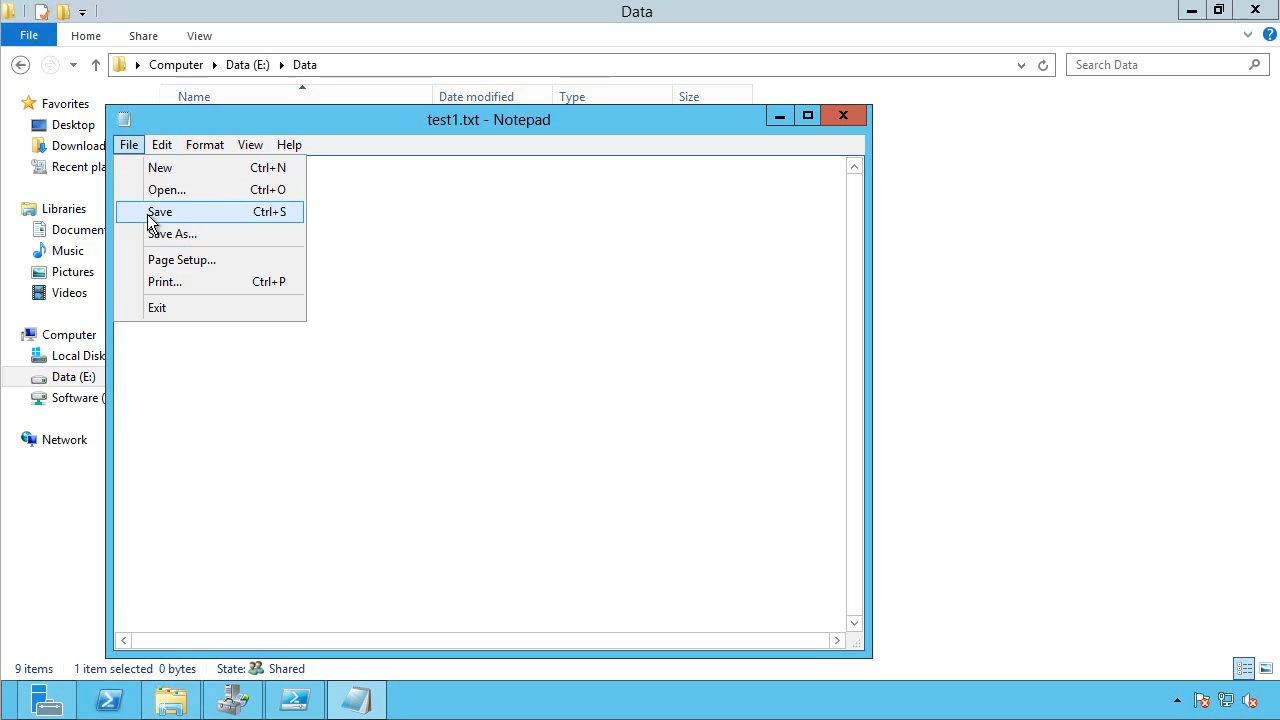 Data
File
Home
Share
View
Computer
Data (E:)
Data
Search Data
Name
Date modified
Type
Size
Favorites
Desktop
Download
Recent pla
Libraries
Documen
Music
Pictures
Videos
Computer
Local Disk
Data (E:)
Software (
Network
test1.txt - Notepad
File
Edit
Format
View
Help
New Ctrl+N
Open... Ctrl+O
Save Ctrl+S
Save As...
Page Setup...
Print... Ctrl+P
Exit
9 items
1 item selected 0 bytes
State:
Shared